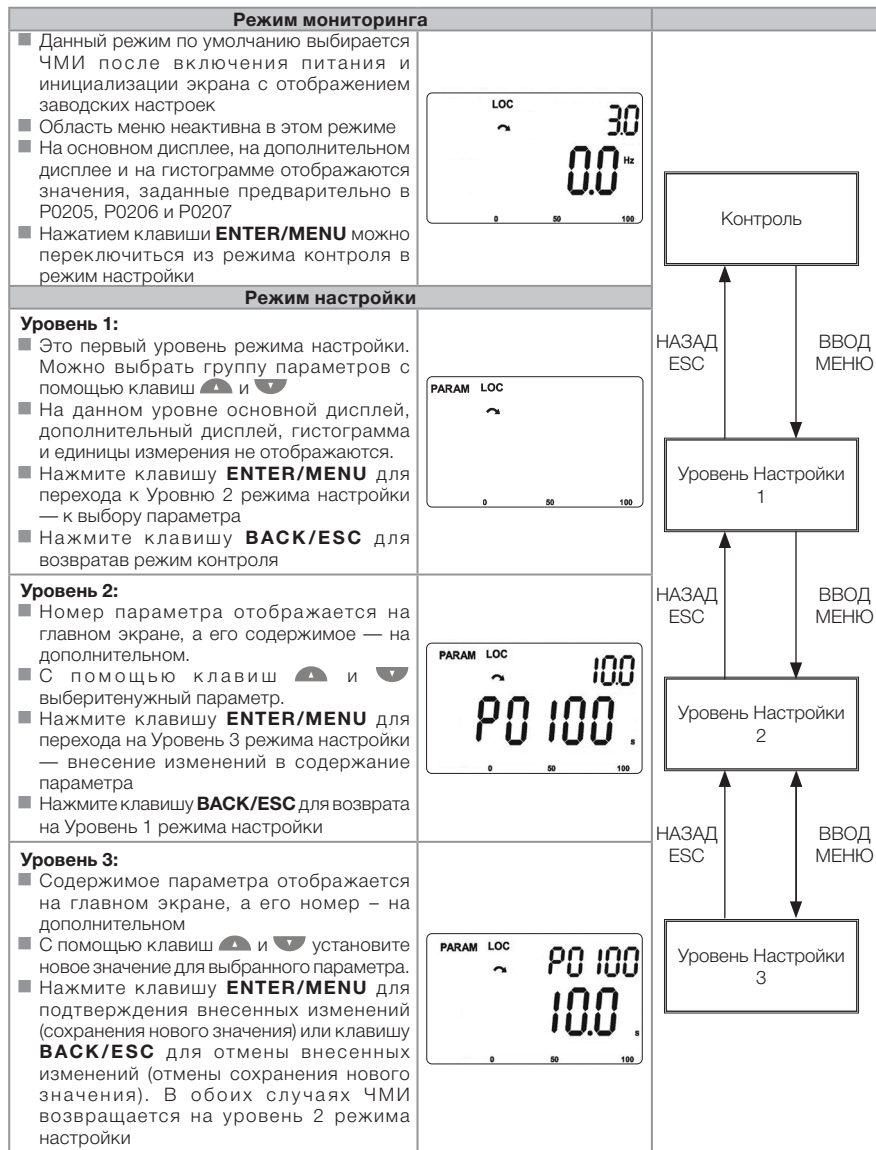 Режим мониторинга
Данный режим по умолчанию выбирается
ЧМИ после включения питания и
инициализации экрана с отображением
заводских настроек
Область меню неактивна в этом режиме
На основном дисплее, на дополнительном
дисплее и на гистограмме отображаются
значения, заданные предварительно в
P0205, P0206 и P0207
Нажатием клавиши ENTER/MENU можно
переключиться из режима контроля в
режим настройки
LOC
3.0
0.0 Hz
0 50 100
Режим настройки
Уровень 1:
Это первый уровень режима настройки.
Можно выбрать группу параметров с
помощью клавиш и
На данном уровне основной дисплей,
дополнительный дисплей, гистограмма
и единицы измерения не отображаются.
Нажмите клавишу ENTER/MENU для
перехода к Уровню 2 режима настройки
— к выбору параметра
Нажмите клавишу BACK/ESC для
возвратав режим контроля
PARAM LOC
0 50 100
Уровень 2:
Номер параметра отображается на
главном экране, а его содержимое — на
дополнительном.
С помощью клавиш и
выберитенужный параметр.
Нажмите клавишу ENTER/MENU для
перехода на Уровень 3 режима настройки
— внесение изменений в содержание
параметра
Нажмите клавишу BACK/ESC для возврата
на Уровень 1 режима настройки
PARAM LOC
10.0
P0100 s
0 50 100
Уровень 3:
Содержимое параметра отображается
на главном экране, а его номер – на
дополнительном
С помощью клавиш и установите
новое значение для выбранного параметра.
Нажмите клавишу ENTER/MENU для
подтверждения внесенных изменений
(сохранения нового значения) или клавишу
BACK/ESC для отмены внесенных
изменений (отмены сохранения нового
значения). В обоих случаях ЧМИ
возвращается на уровень 2 режима
настройки
PARAM LOC
P0100
10.0 s
0 50 100
Контроль
НАЗАД
ESC
ВВОД
МЕНЮ
Уровень Настройки
1
НАЗАД
ESC
ВВОД
МЕНЮ
Уровень Настройки
2
НАЗАД
ESC
ВВОД
МЕНЮ
Уровень Настройки
3